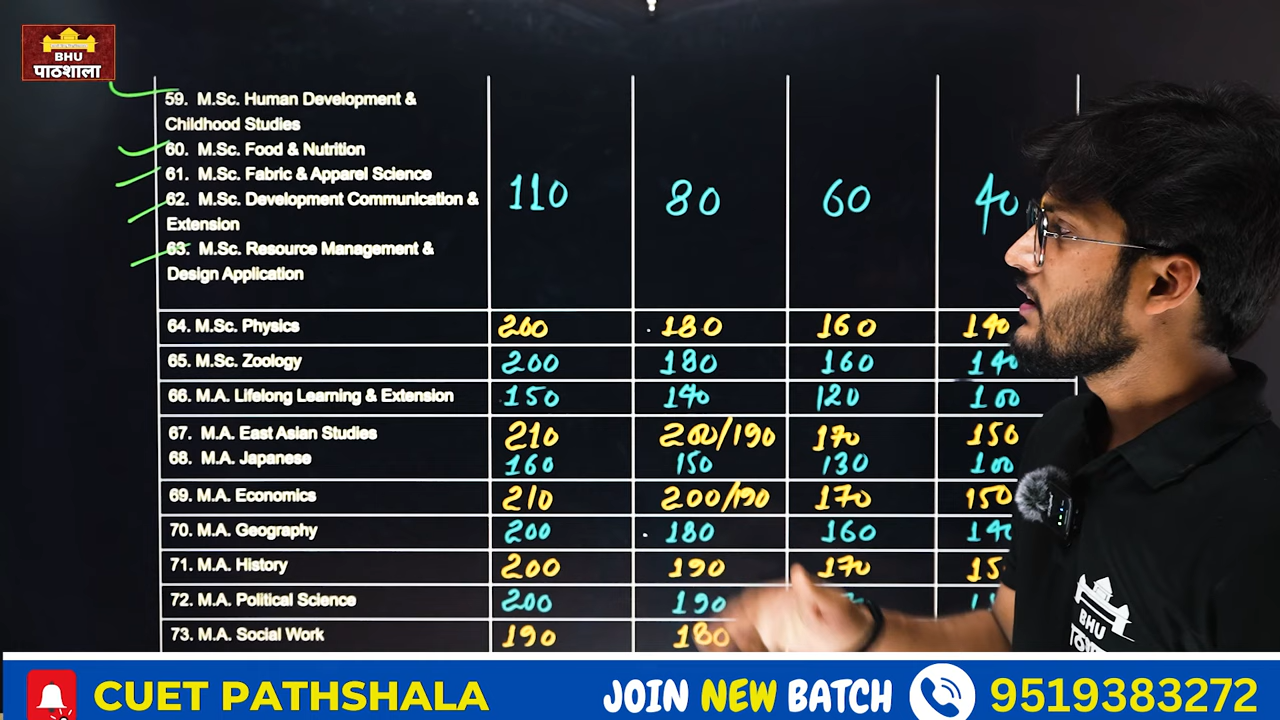 BHU
पाठशाला
59. M.Sc. Human Development &
Childhood Studies
60. M.Sc. Food & Nutrition
61. M.Sc. Fabric & Apparel Science
62. M.Sc. Development Communication &
Extension
63. M.Sc. Resource Management &
Design Application
110 80 60 40
64. M.Sc. Physics 200 180 160 140
65. M.Sc. Zoology 200 180 160 140
66. M.A. Lifelong Learning & Extension 150 140 120 100
67. M.A. East Asian Studies 210 200/190 170 150
68. M.A. Japanese 160 150 130 100
69. M.A. Economics 210 200/190 170 150
70. M.A. Geography 200 180 160 140
71. M.A. History 200 190 170
72. M.A. Political Science 200 190
73. M.A. Social Work 190 180
BHU
CUET PATHSHALA JOIN NEW BATCH 9519383272